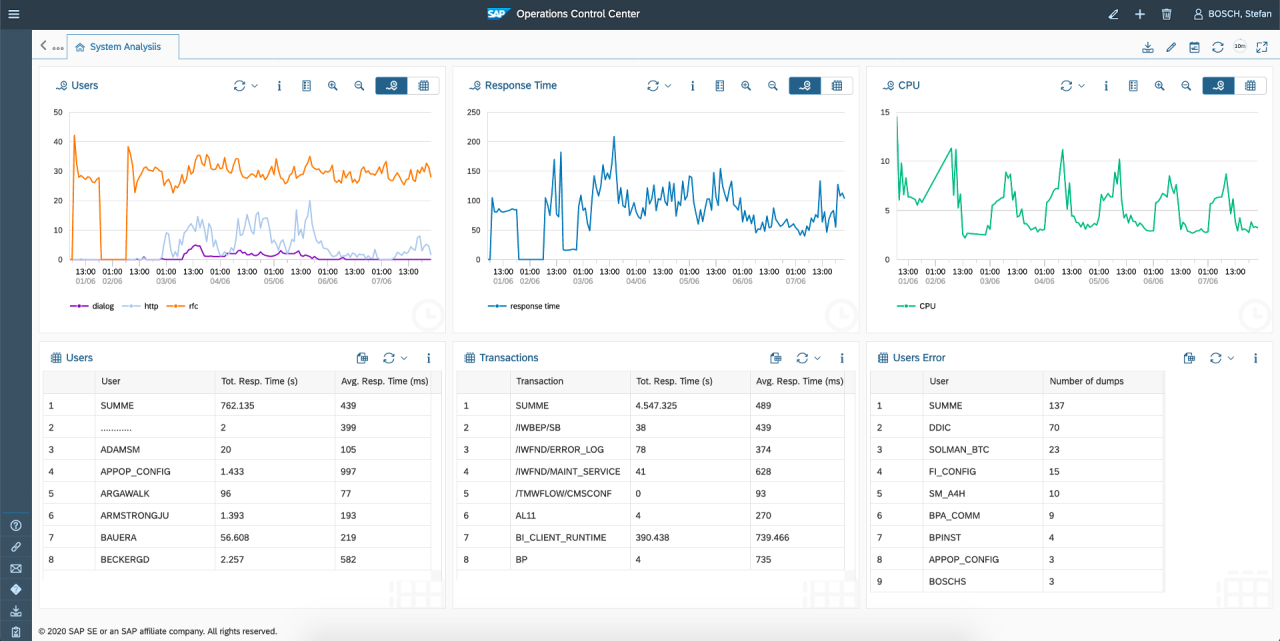 SAP Operations Control Center BOSCH, Stefan
System Analysiis 10m
Users
50
40
30
20
10
0
13:00 01:00 13:00 01:00 13:00 01:00 13:00 01:00 13:00 01:00 13:00 01:00 13:00
01/06 02/06 03/06 04/06 05/06 06/06 07/06
dialog http rfc
Response Time
250
200
150
100
50
0
13:00 01:00 13:00 01:00 13:00 01:00 13:00 01:00 13:00 01:00 13:00 01:00 13:00
01/06 02/06 03/06 04/06 05/06 06/06 07/06
response time
CPU
15
10
5
0
13:00 01:00 13:00 01:00 13:00 01:00 13:00 01:00 13:00 01:00 13:00 01:00 13:00
01/06 02/06 03/06 04/06 05/06 06/06 07/06
CPU
Users
User Tot. Resp. Time (s) Avg. Resp. Time (ms)
1 SUMME 762.135 439
2 ............ 2 399
3 ADAMSM 20 105
4 APPOP_CONFIG 1.433 997
5 ARGAWALK 96 77
6 ARMSTRONGJU 1.393 193
7 BAUERA 56.608 219
8 BECKERGD 2.257 582
Transactions
Transaction Tot. Resp. Time (s) Avg. Resp. Time (ms)
1 SUMME 4.547.325 489
2 /IWBEP/SB 38 439
3 /IWFND/ERROR_LOG 78 374
4 /IWFND/MAINT_SERVICE 41 628
5 /TMWFLOW/CMSCONF 0 93
6 AL11 4 270
7 BI_CLIENT_RUNTIME 390.438 739.466
8 BP 4 735
Users Error
User Number of dumps
1 SUMME 137
2 DDIC 70
3 SOLMAN_BTC 23
4 FI_CONFIG 15
5 SM_A4H 10
6 BPA_COMM 9
7 BPINST 4
8 APPOP_CONFIG 3
9 BOSCHS 3
© 2020 SAP SE or an SAP affiliate company. All rights reserved.